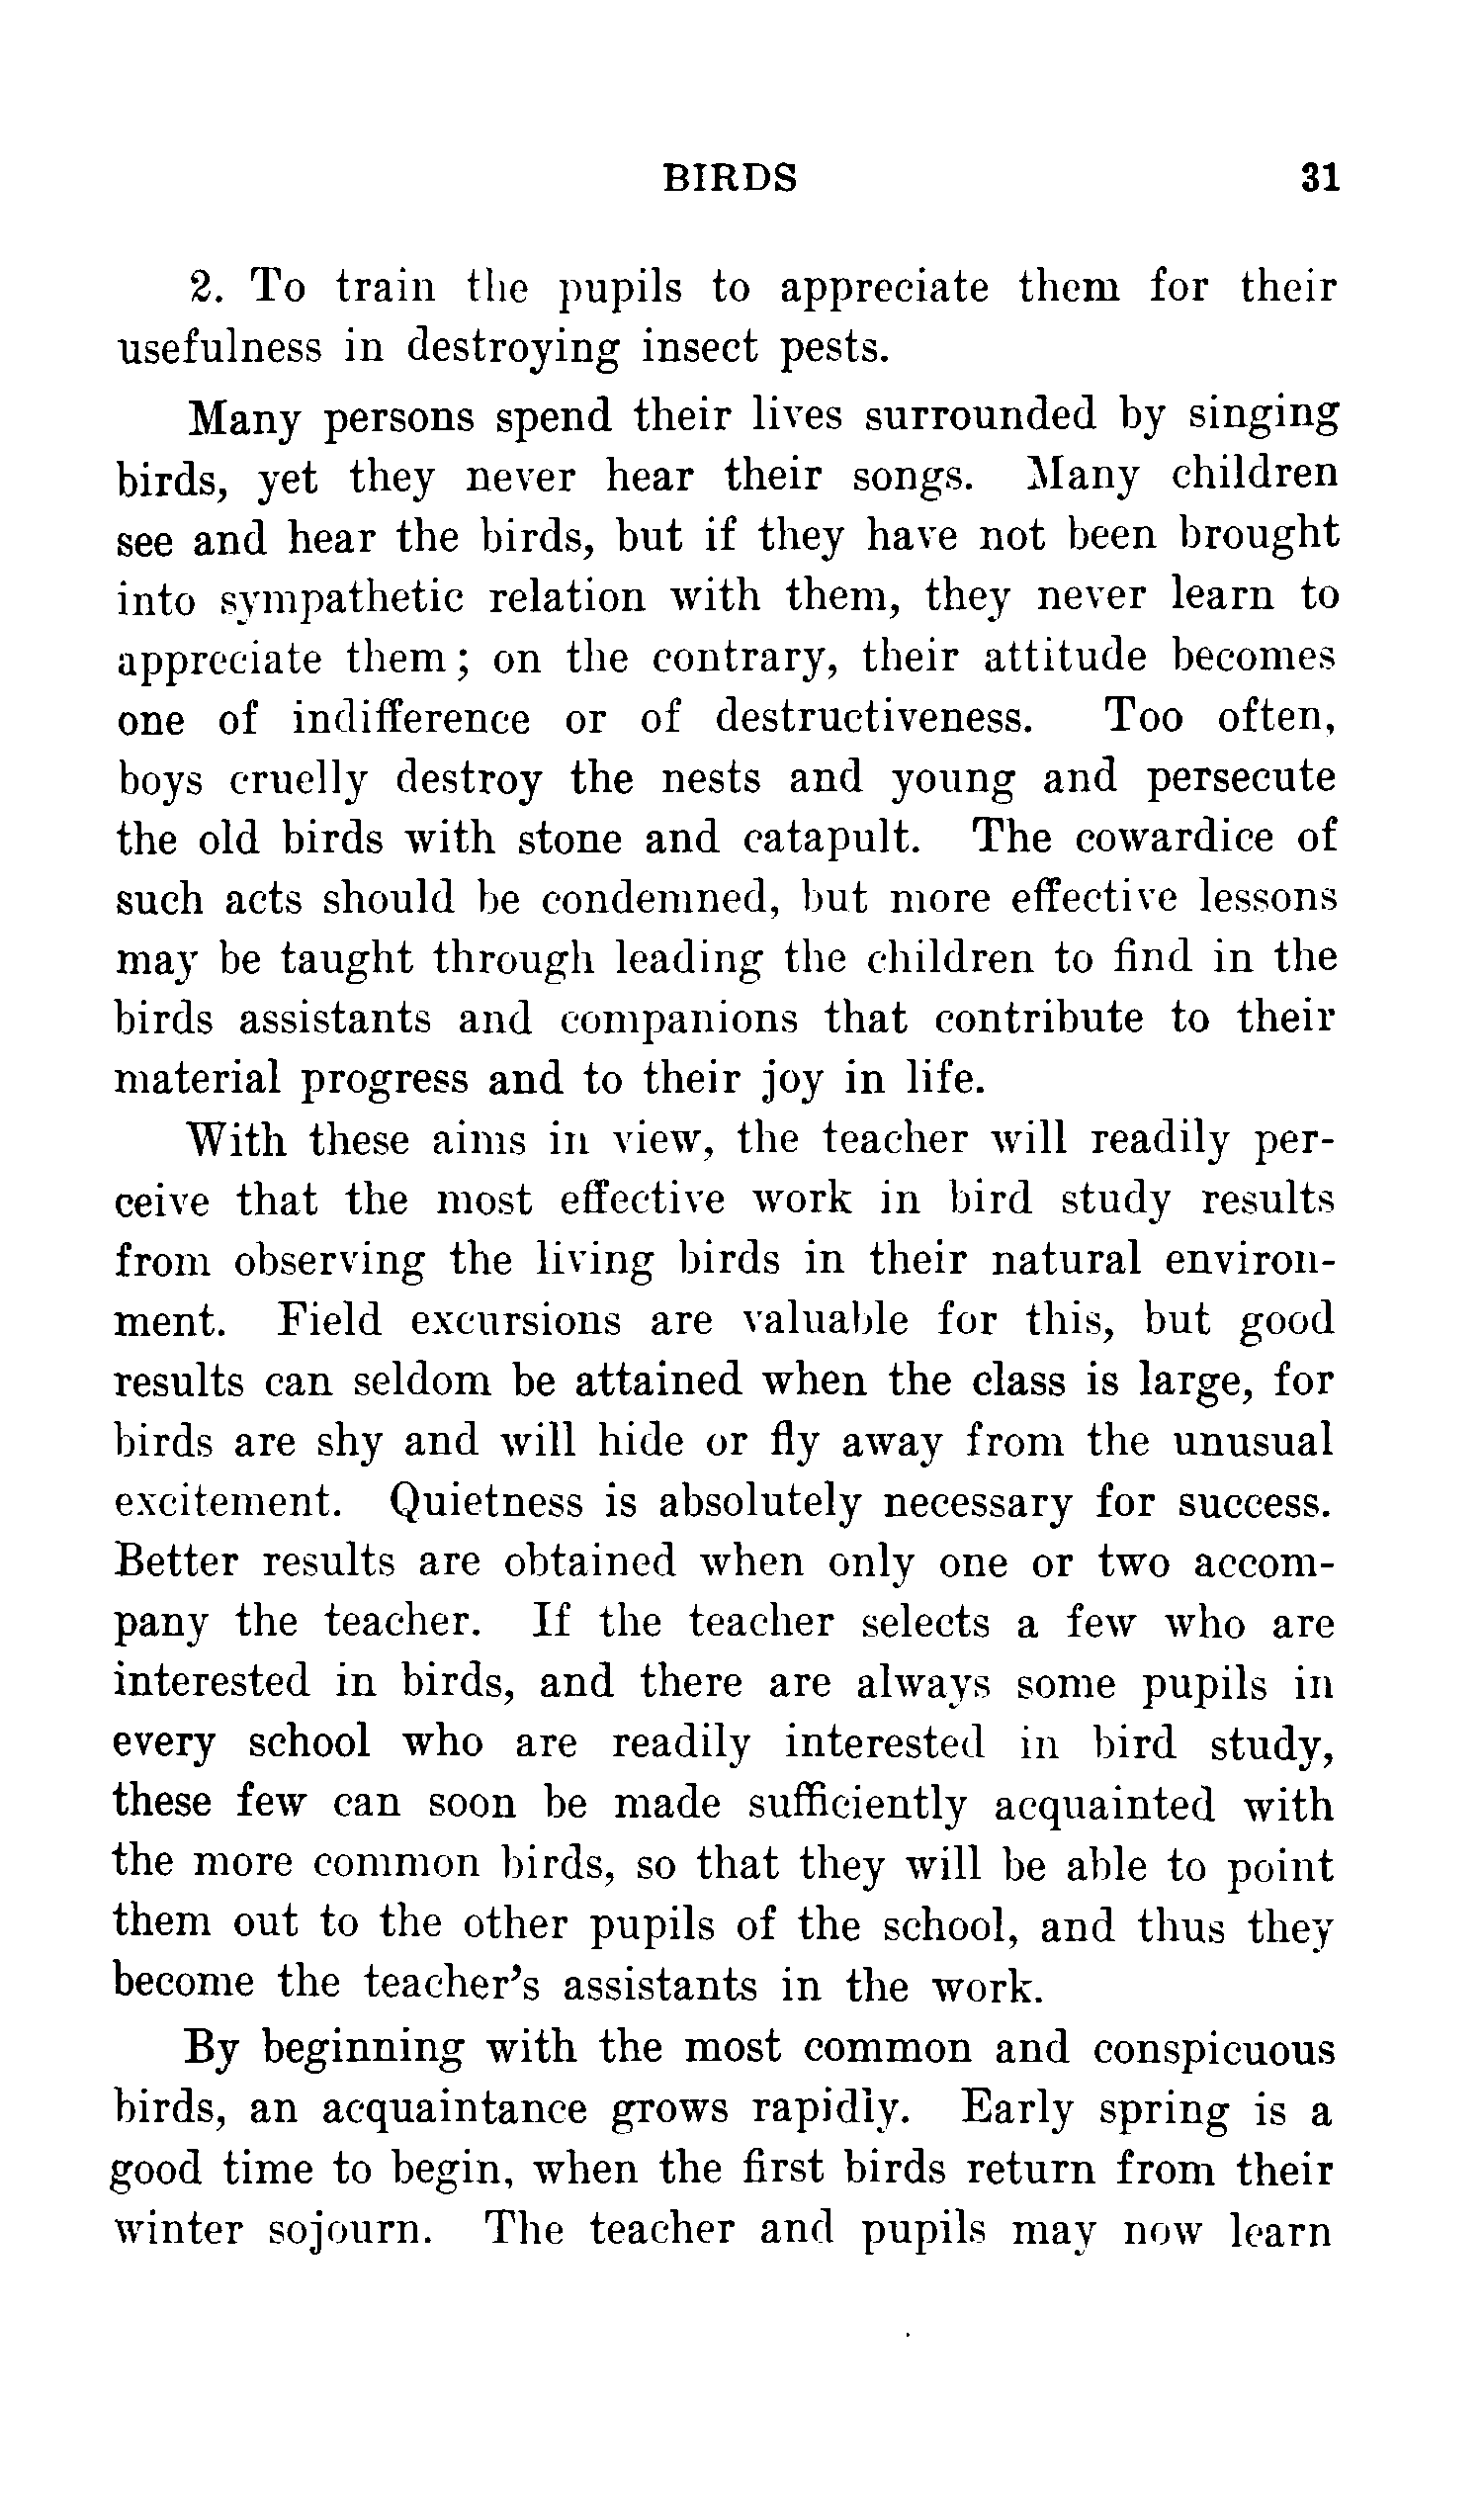 BIRDS 31
2. To train the pupils to appreciate them for their
usefulness in destroying insect pests.
Many persons spend their lives surrounded by singing
birds, yet they never hear their songs. Many children
see and hear the birds, but if they have not been brought
into sympathetic relation with them, they never learn to
appreciate them; on the contrary, their attitude becomes
one of indifference or of destructiveness. Too often,
boys cruelly destroy the nests and young and persecute
the old birds with stone and catapult. The cowardice of
such acts should be condemned, but more effective lessons
may be taught through leading the children to find in the
birds assistants and companions that contribute to their
material progress and to their joy in life.
With these aims in view, the teacher will readily per-
ceive that the most effective work in bird study results
from observing the living birds in their natural environ-
ment. Field excursions are valuable for this, but good
results can seldom be attained when the class is large, for
birds are shy and will hide or fly away from the unusual
excitement. Quietness is absolutely necessary for success.
Better results are obtained when only one or two accom-
pany the teacher. If the teacher selects a few who are
interested in birds, and there are always some pupils in
every school who are readily interested in bird study,
these few can soon be made sufficiently acquainted with
the more common birds, so that they will be able to point
them out to the other pupils of the school, and thus they
become the teacher's assistants in the work.
By beginning with the most common and conspicuous
birds, an acquaintance grows rapidly. Early spring is a
good time to begin, when the first birds return from their
winter sojourn. The teacher and pupils may now learn